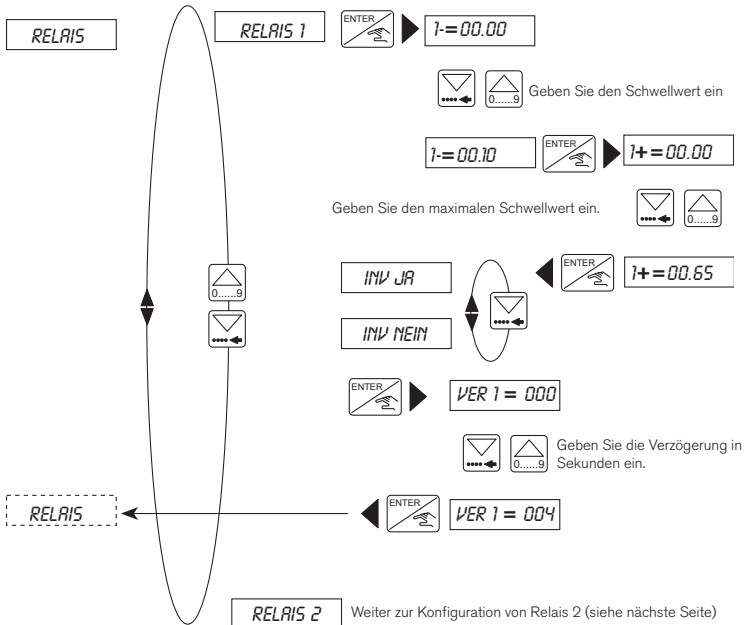 RELAIS
RELAIS 1
ENTER
1-=00.00
0......9
Geben Sie den Schwellwert ein
1-=00.10
ENTER
1+=00.00
Geben Sie den maximalen Schwellwert ein.
0......9
ENTER
1+=00.65
INV JA
INV NEIN
0......9
ENTER
VER 1 = 000
0......9
Geben Sie die Verzögerung in
Sekunden ein.
RELAIS
ENTER
VER 1 = 004
RELAIS 2
Weiter zur Konfiguration von Relais 2 (siehe nächste Seite)